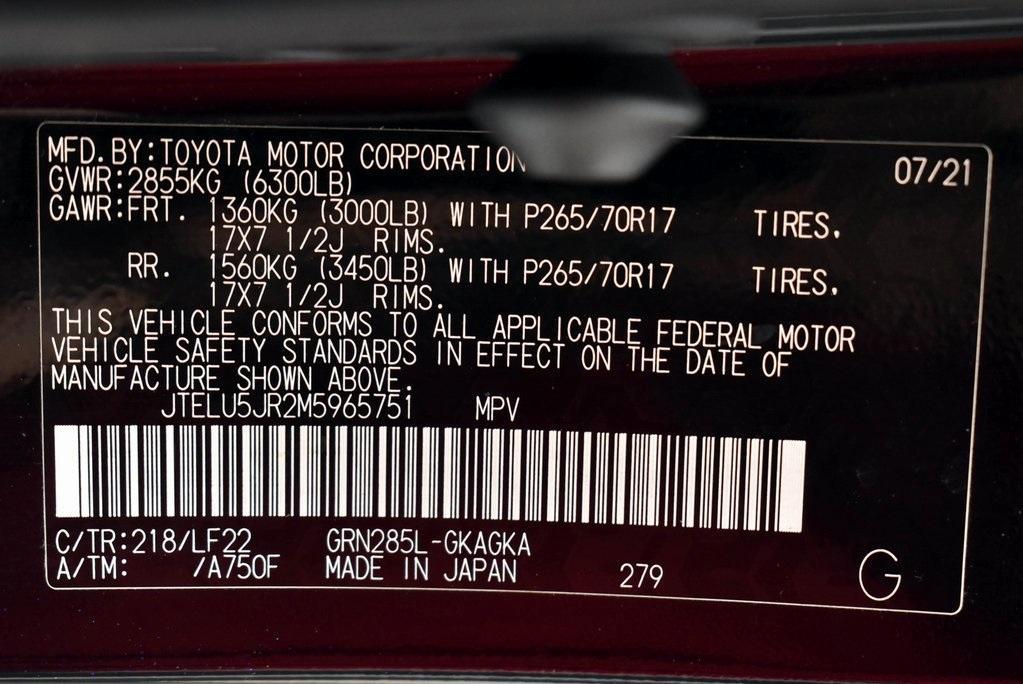 MFD.BY:TOYOTA MOTOR CORPORATION 07/21
GVWR:2855KG (6300LB)
GAWR:FRT. 1360KG (3000LB) WITH P265/70R17 TIRES.
17X7 1/2J RIMS.
RR. 1560KG (3450LB) WITH P265/70R17 TIRES.
17X7 1/2J RIMS.
THIS VEHICLE CONFORMS TO ALL APPLICABLE FEDERAL MOTOR
VEHICLE SAFETY STANDARDS IN EFFECT ON THE DATE OF
MANUFACTURE SHOWN ABOVE.
JTELU5JR2M5965751 MPV
C/TR:218/LF22 GRN285L-GKAGKA
A/TM: /A750F MADE IN JAPAN 279 G